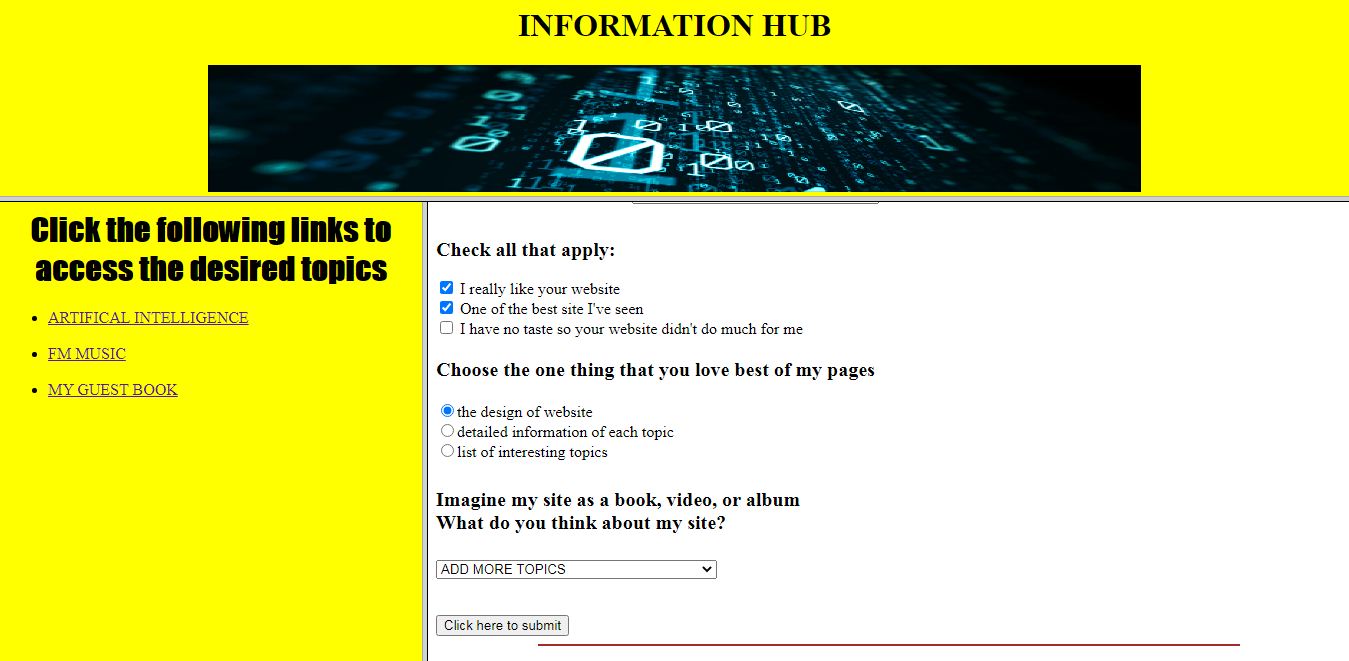 INFORMATION HUB
Click the following links to
access the desired topics
ARTIFICAL INTELLIGENCE
FM MUSIC
MY GUEST BOOK
Check all that apply:
I really like your website
One of the best site I've seen
I have no taste so your website didn't do much for me
Choose the one thing that you love best of my pages
the design of website
detailed information of each topic
list of interesting topics
Imagine my site as a book, video, or album
What do you think about my site?
ADD MORE TOPICS
Click here to submit